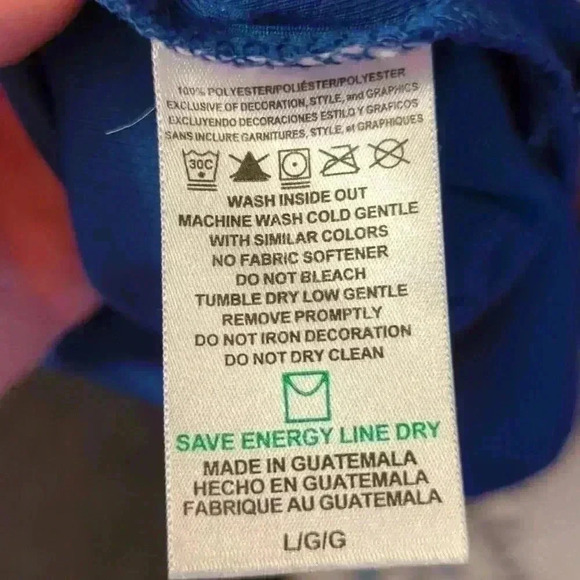 100% POLYESTER/POLIÉSTER/POLYESTER
EXCLUSIVE OF DECORATION, STYLE, and GRAPHICS
EXCLUYENDO DECORACIONES ESTILO Y GRAFICOS
SANS INCLURE GARNITURES, STYLE, et GRAPHIQUES
30C
WASH INSIDE OUT
MACHINE WASH COLD GENTLE
WITH SIMILAR COLORS
NO FABRIC SOFTENER
DO NOT BLEACH
TUMBLE DRY LOW GENTLE
REMOVE PROMPTLY
DO NOT IRON DECORATION
DO NOT DRY CLEAN
SAVE ENERGY LINE DRY
MADE IN GUATEMALA
HECHO EN GUATEMALA
FABRIQUE AU GUATEMALA
L/G/G